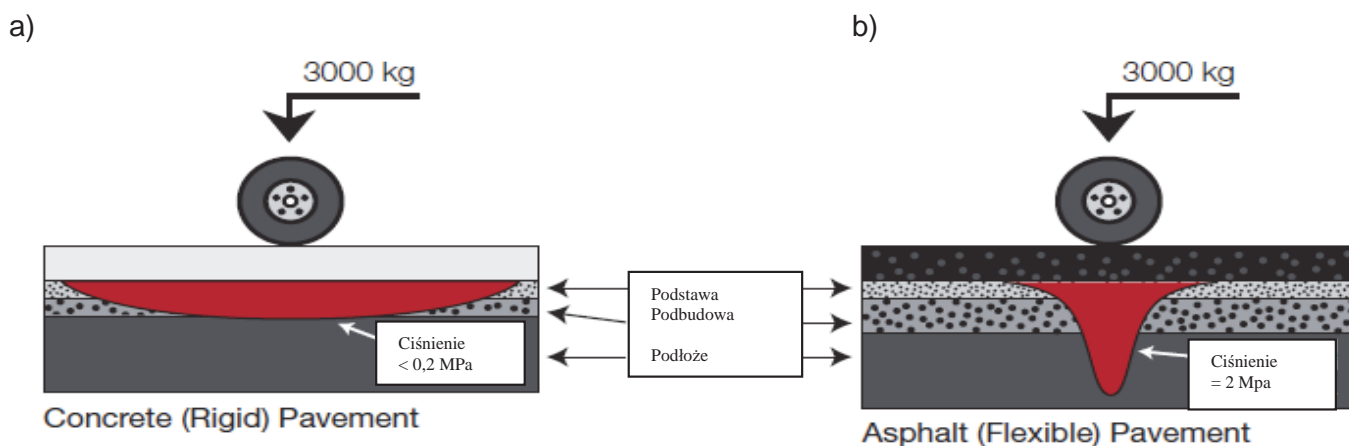 a)
b)
3000 kg
3000 kg
Podstawa
Podbudowa
Podłoże
Ciśnienie
< 0,2 MPa
Ciśnienie
= 2 Mpa
Concrete (Rigid) Pavement
Asphalt (Flexible) Pavement